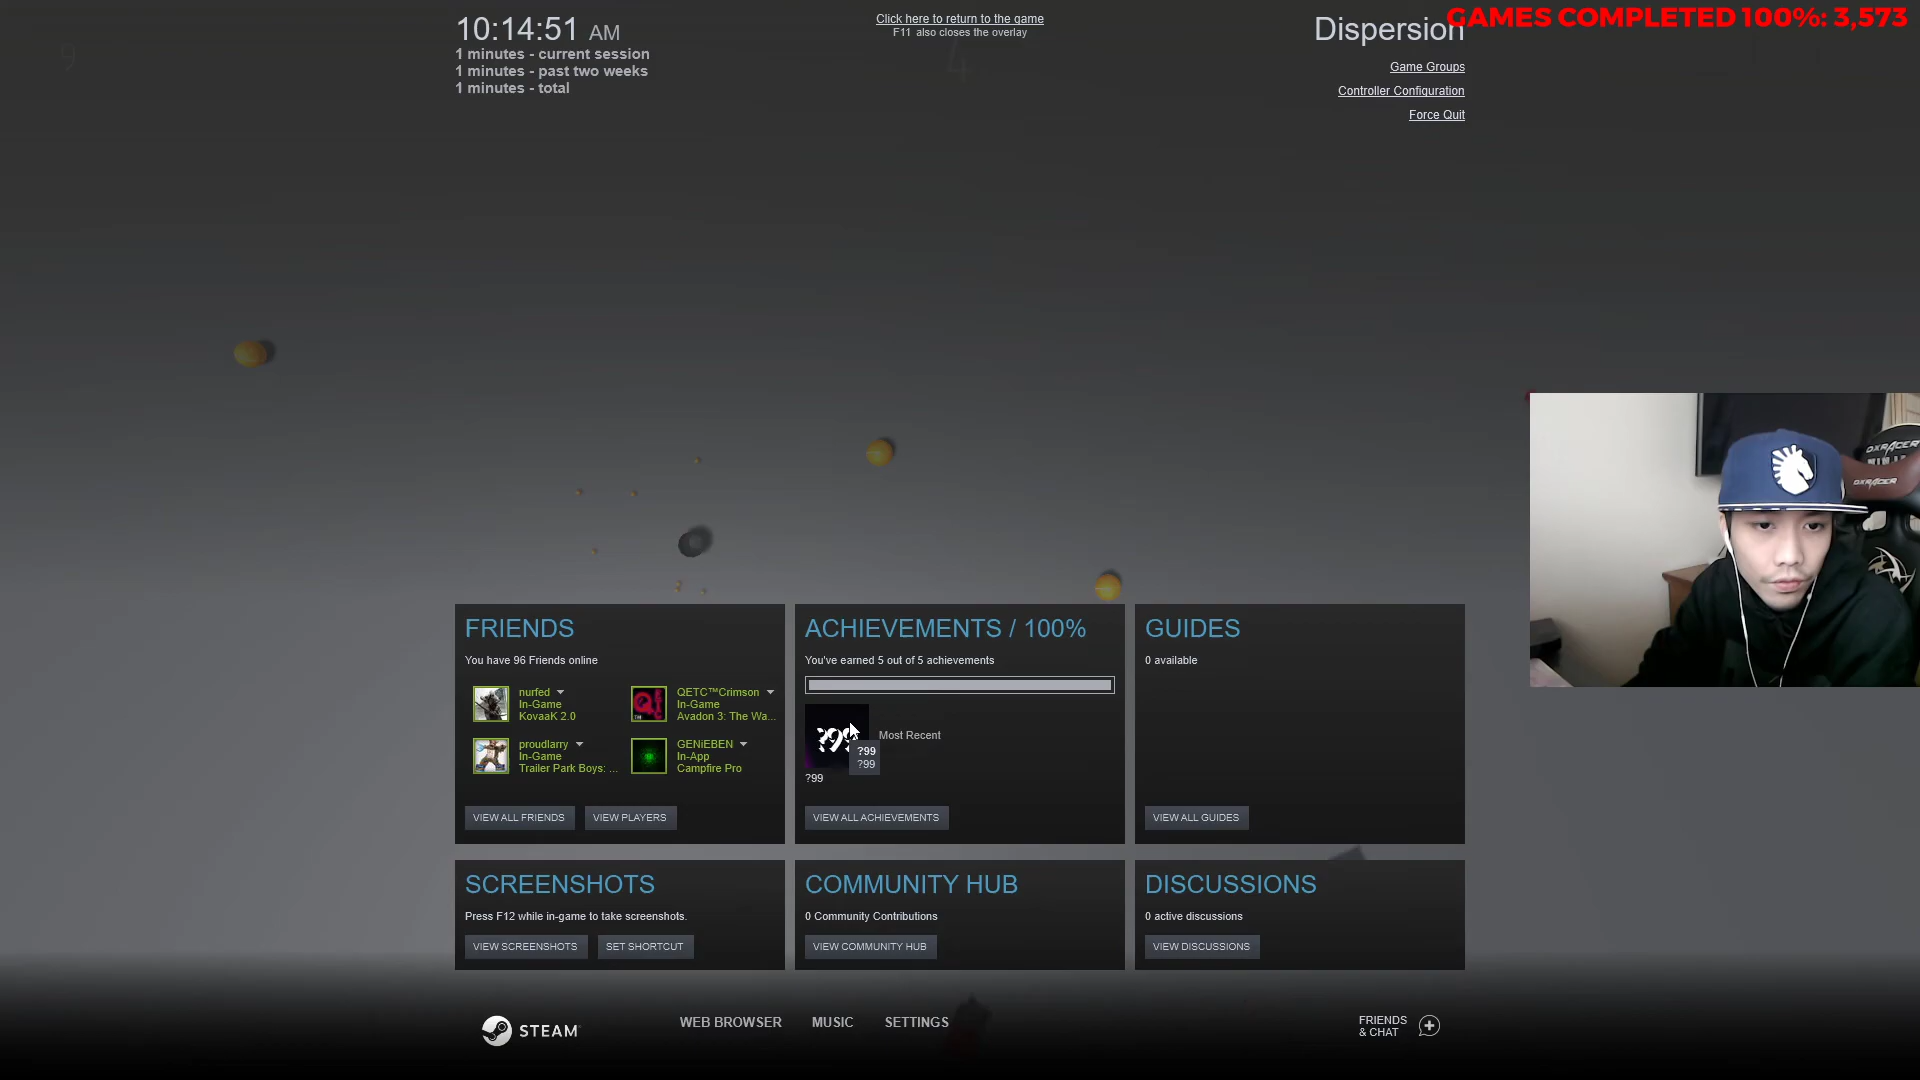 10:14:51 AM
1 minutes - current session
1 minutes - past two weeks
1 minutes - total
Click here to return to the game
F11 also closes the overlay
Dispersion
GAMES COMPLETED 100%: 3,573
Game Groups
Controller Configuration
Force Quit
9
4
DXRACER
DXRACER
FRIENDS
You have 96 Friends online
nurfed
In-Game
KovaaK 2.0
QETC™Crimson
In-Game
Avadon 3: The Wa...
proudlarry
In-Game
Trailer Park Boys: ...
GENiEBEN
In-App
Campfire Pro
VIEW ALL FRIENDS
VIEW PLAYERS
ACHIEVEMENTS / 100%
You've earned 5 out of 5 achievements
?99
Most Recent
?99
?99
?99
VIEW ALL ACHIEVEMENTS
GUIDES
0 available
VIEW ALL GUIDES
SCREENSHOTS
Press F12 while in-game to take screenshots.
VIEW SCREENSHOTS
SET SHORTCUT
COMMUNITY HUB
0 Community Contributions
VIEW COMMUNITY HUB
DISCUSSIONS
0 active discussions
VIEW DISCUSSIONS
STEAM
WEB BROWSER
MUSIC
SETTINGS
FRIENDS
& CHAT